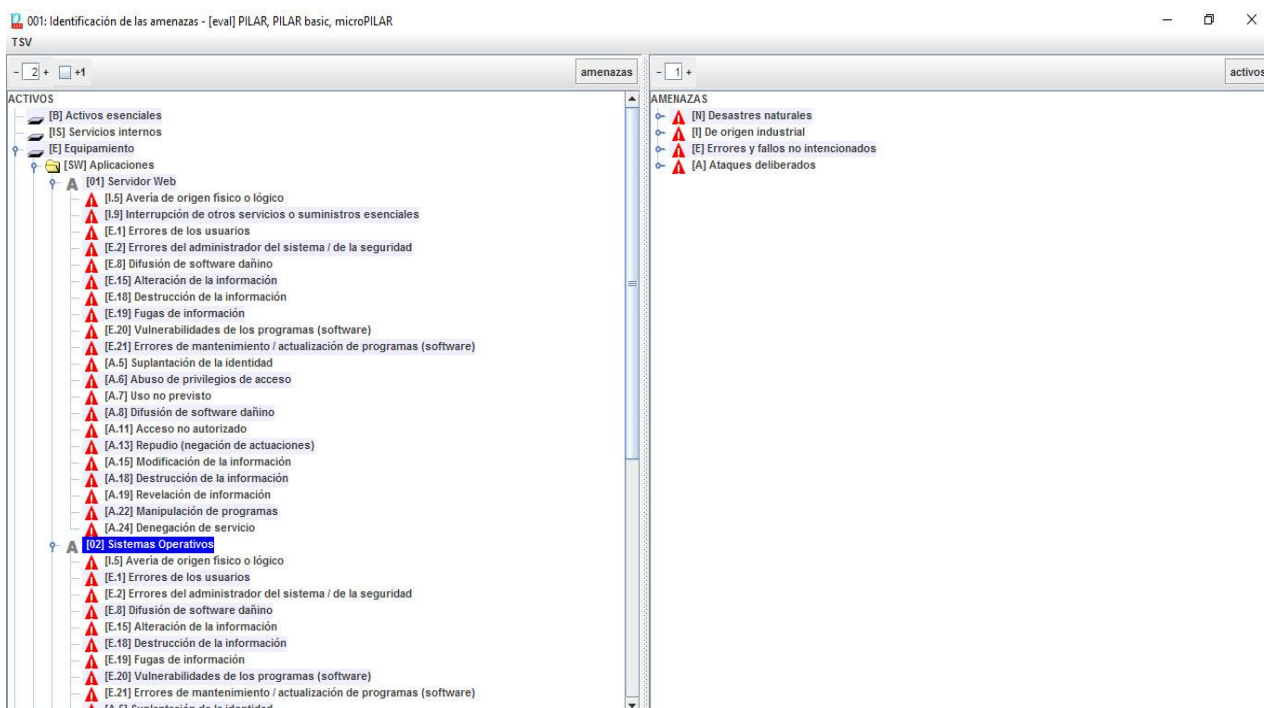 001: Identificación de las amenazas - [eval] PILAR, PILAR basic, microPILAR
TSV
- 2 + +1 amenazas
ACTIVOS
[B] Activos esenciales
[IS] Servicios internos
[E] Equipamiento
[SW] Aplicaciones
[01] Servidor Web
[I.5] Avería de origen físico o lógico
[I.9] Interrupción de otros servicios o suministros esenciales
[E.1] Errores de los usuarios
[E.2] Errores del administrador del sistema / de la seguridad
[E.8] Difusión de software dañino
[E.15] Alteración de la información
[E.18] Destrucción de la información
[E.19] Fugas de información
[E.20] Vulnerabilidades de los programas (software)
[E.21] Errores de mantenimiento / actualización de programas (software)
[A.5] Suplantación de la identidad
[A.6] Abuso de privilegios de acceso
[A.7] Uso no previsto
[A.8] Difusión de software dañino
[A.11] Acceso no autorizado
[A.13] Repudio (negación de actuaciones)
[A.15] Modificación de la información
[A.18] Destrucción de la información
[A.19] Revelación de información
[A.22] Manipulación de programas
[A.24] Denegación de servicio
[02] Sistemas Operativos
[I.5] Avería de origen físico o lógico
[E.1] Errores de los usuarios
[E.2] Errores del administrador del sistema / de la seguridad
[E.8] Difusión de software dañino
[E.15] Alteración de la información
[E.18] Destrucción de la información
[E.19] Fugas de información
[E.20] Vulnerabilidades de los programas (software)
[E.21] Errores de mantenimiento / actualización de programas (software)
[A.5] Suplantación de la identidad
- 1 + activos
AMENAZAS
[N] Desastres naturales
[I] De origen industrial
[E] Errores y fallos no intencionados
[A] Ataques deliberados